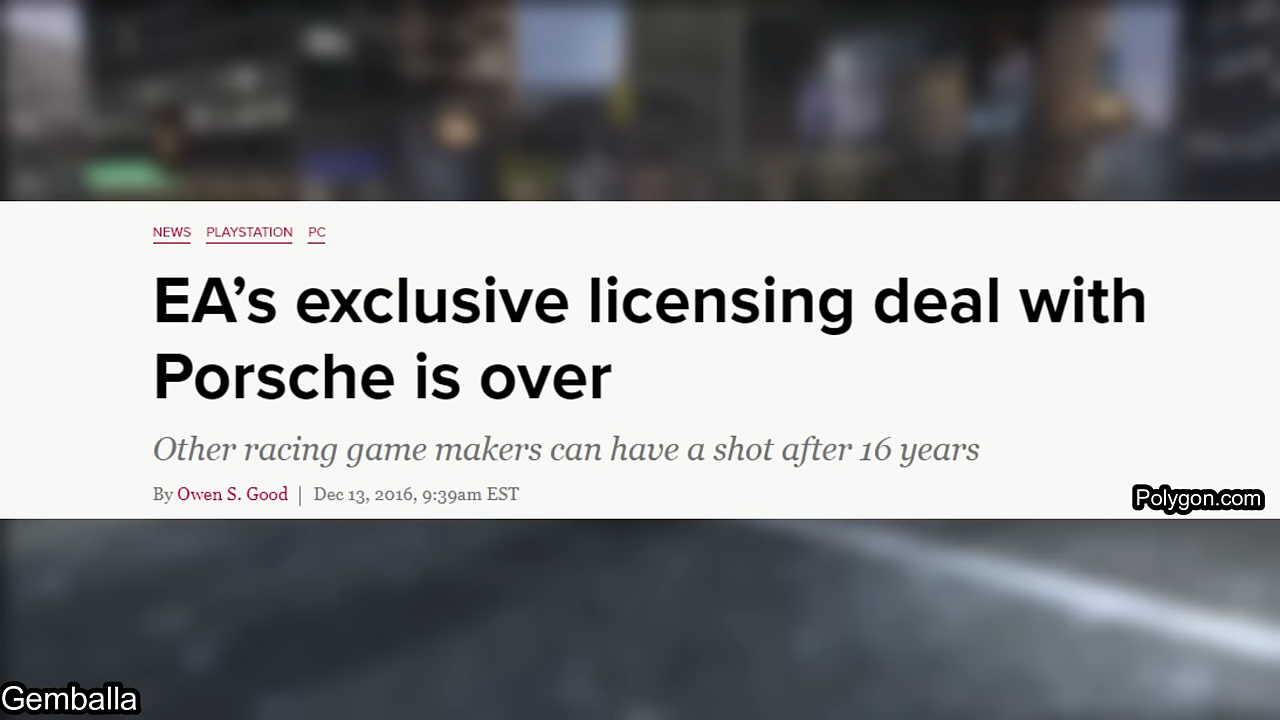 NEWS PLAYSTATION PC
EA’s exclusive licensing deal with
Porsche is over
Other racing game makers can have a shot after 16 years
By Owen S. Good | Dec 13, 2016, 9:39am EST
Polygon.com
Gemballa